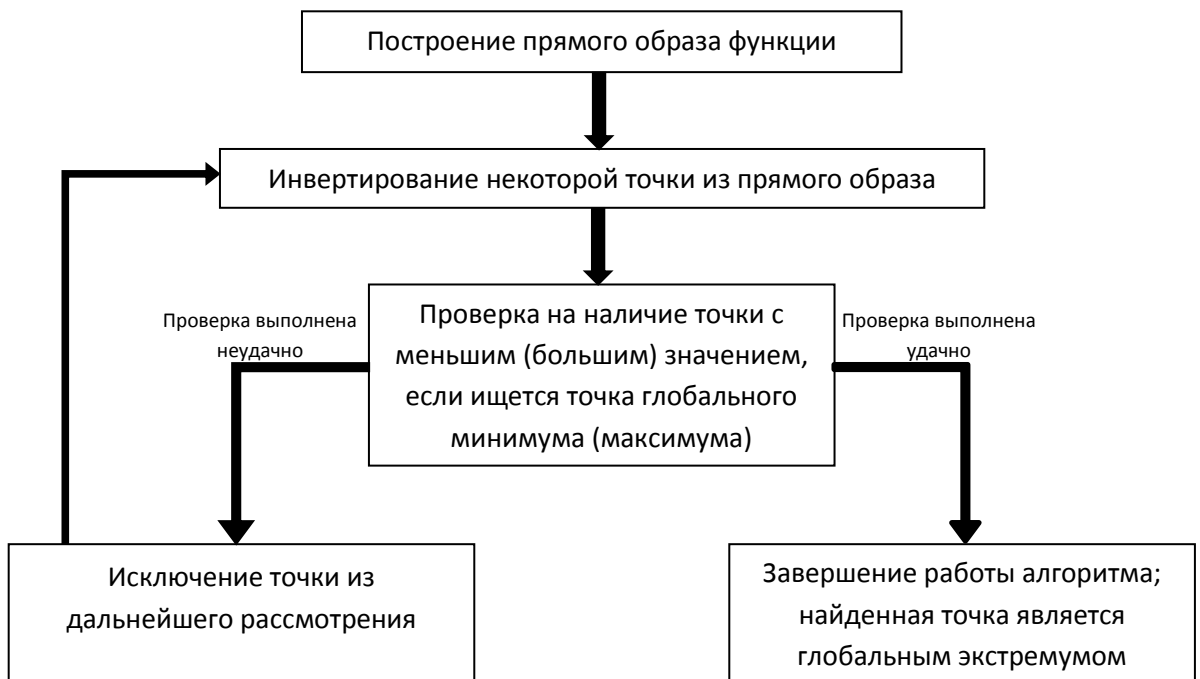 Построение прямого образа функции
Инвертирование некоторой точки из прямого образа
Проверка выполнена
неудачно
Проверка на наличие точки с
меньшим (большим) значением,
если ищется точка глобального
минимума (максимума)
Проверка выполнена
удачно
Исключение точки из
дальнейшего рассмотрения
Завершение работы алгоритма;
найденная точка является
глобальным экстремумом